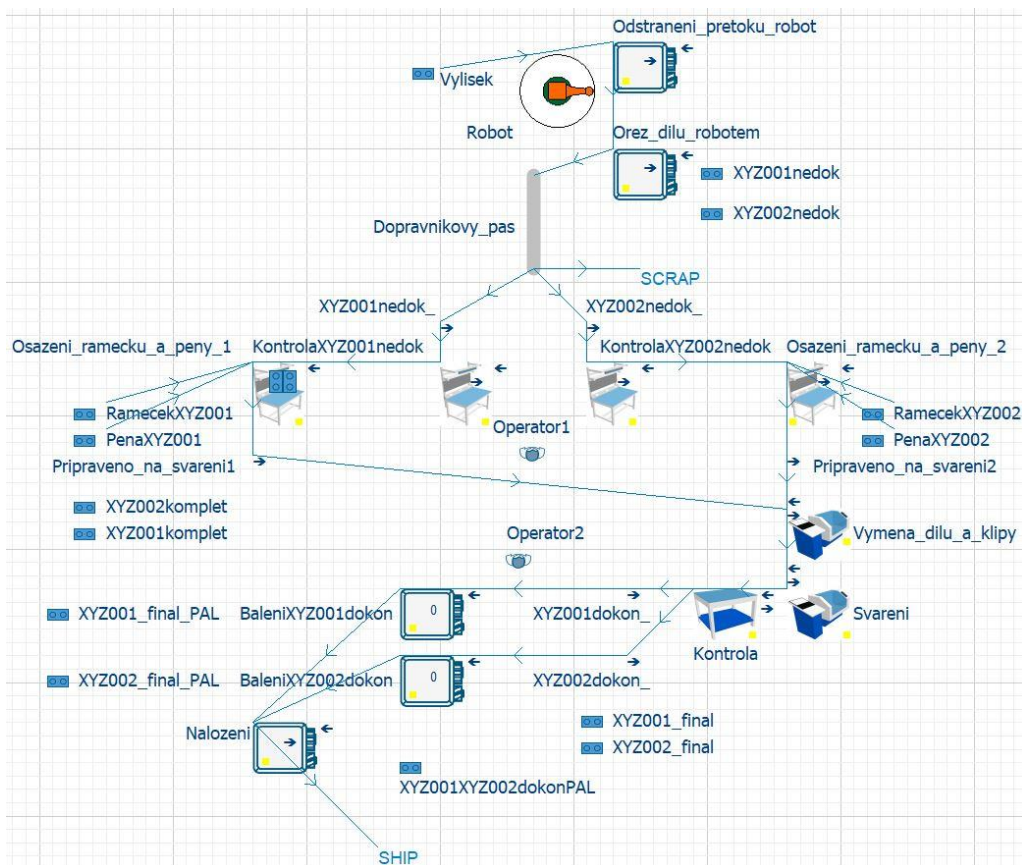 Odstraneni_pretoku_robot
Vylisek
Robot
Orez_dilu_robotem
XYZ001nedok
XYZ002nedok
Dopravnikovy_pas
SCRAP
XYZ001nedok_
XYZ002nedok_
Osazeni_ramecku_a_peny_1
KontrolaXYZ001nedok
KontrolaXYZ002nedok
Osazeni_ramecku_a_peny_2
RamecekXYZ001
RamecekXYZ002
PenaXYZ001
Operator1
PenaXYZ002
Pripraveno_na_svareni1
Pripraveno_na_svareni2
XYZ002komplet
XYZ001komplet
Operator2
Vymena_dilu_a_klipy
XYZ001_final_PAL
BaleniXYZ001dokon
0
XYZ001dokon_
Svareni
Kontrola
XYZ002_final_PAL
BaleniXYZ002dokon
0
XYZ002dokon_
Nalozeni
XYZ001_final
XYZ002_final
XYZ001XYZ002dokonPAL
SHIP